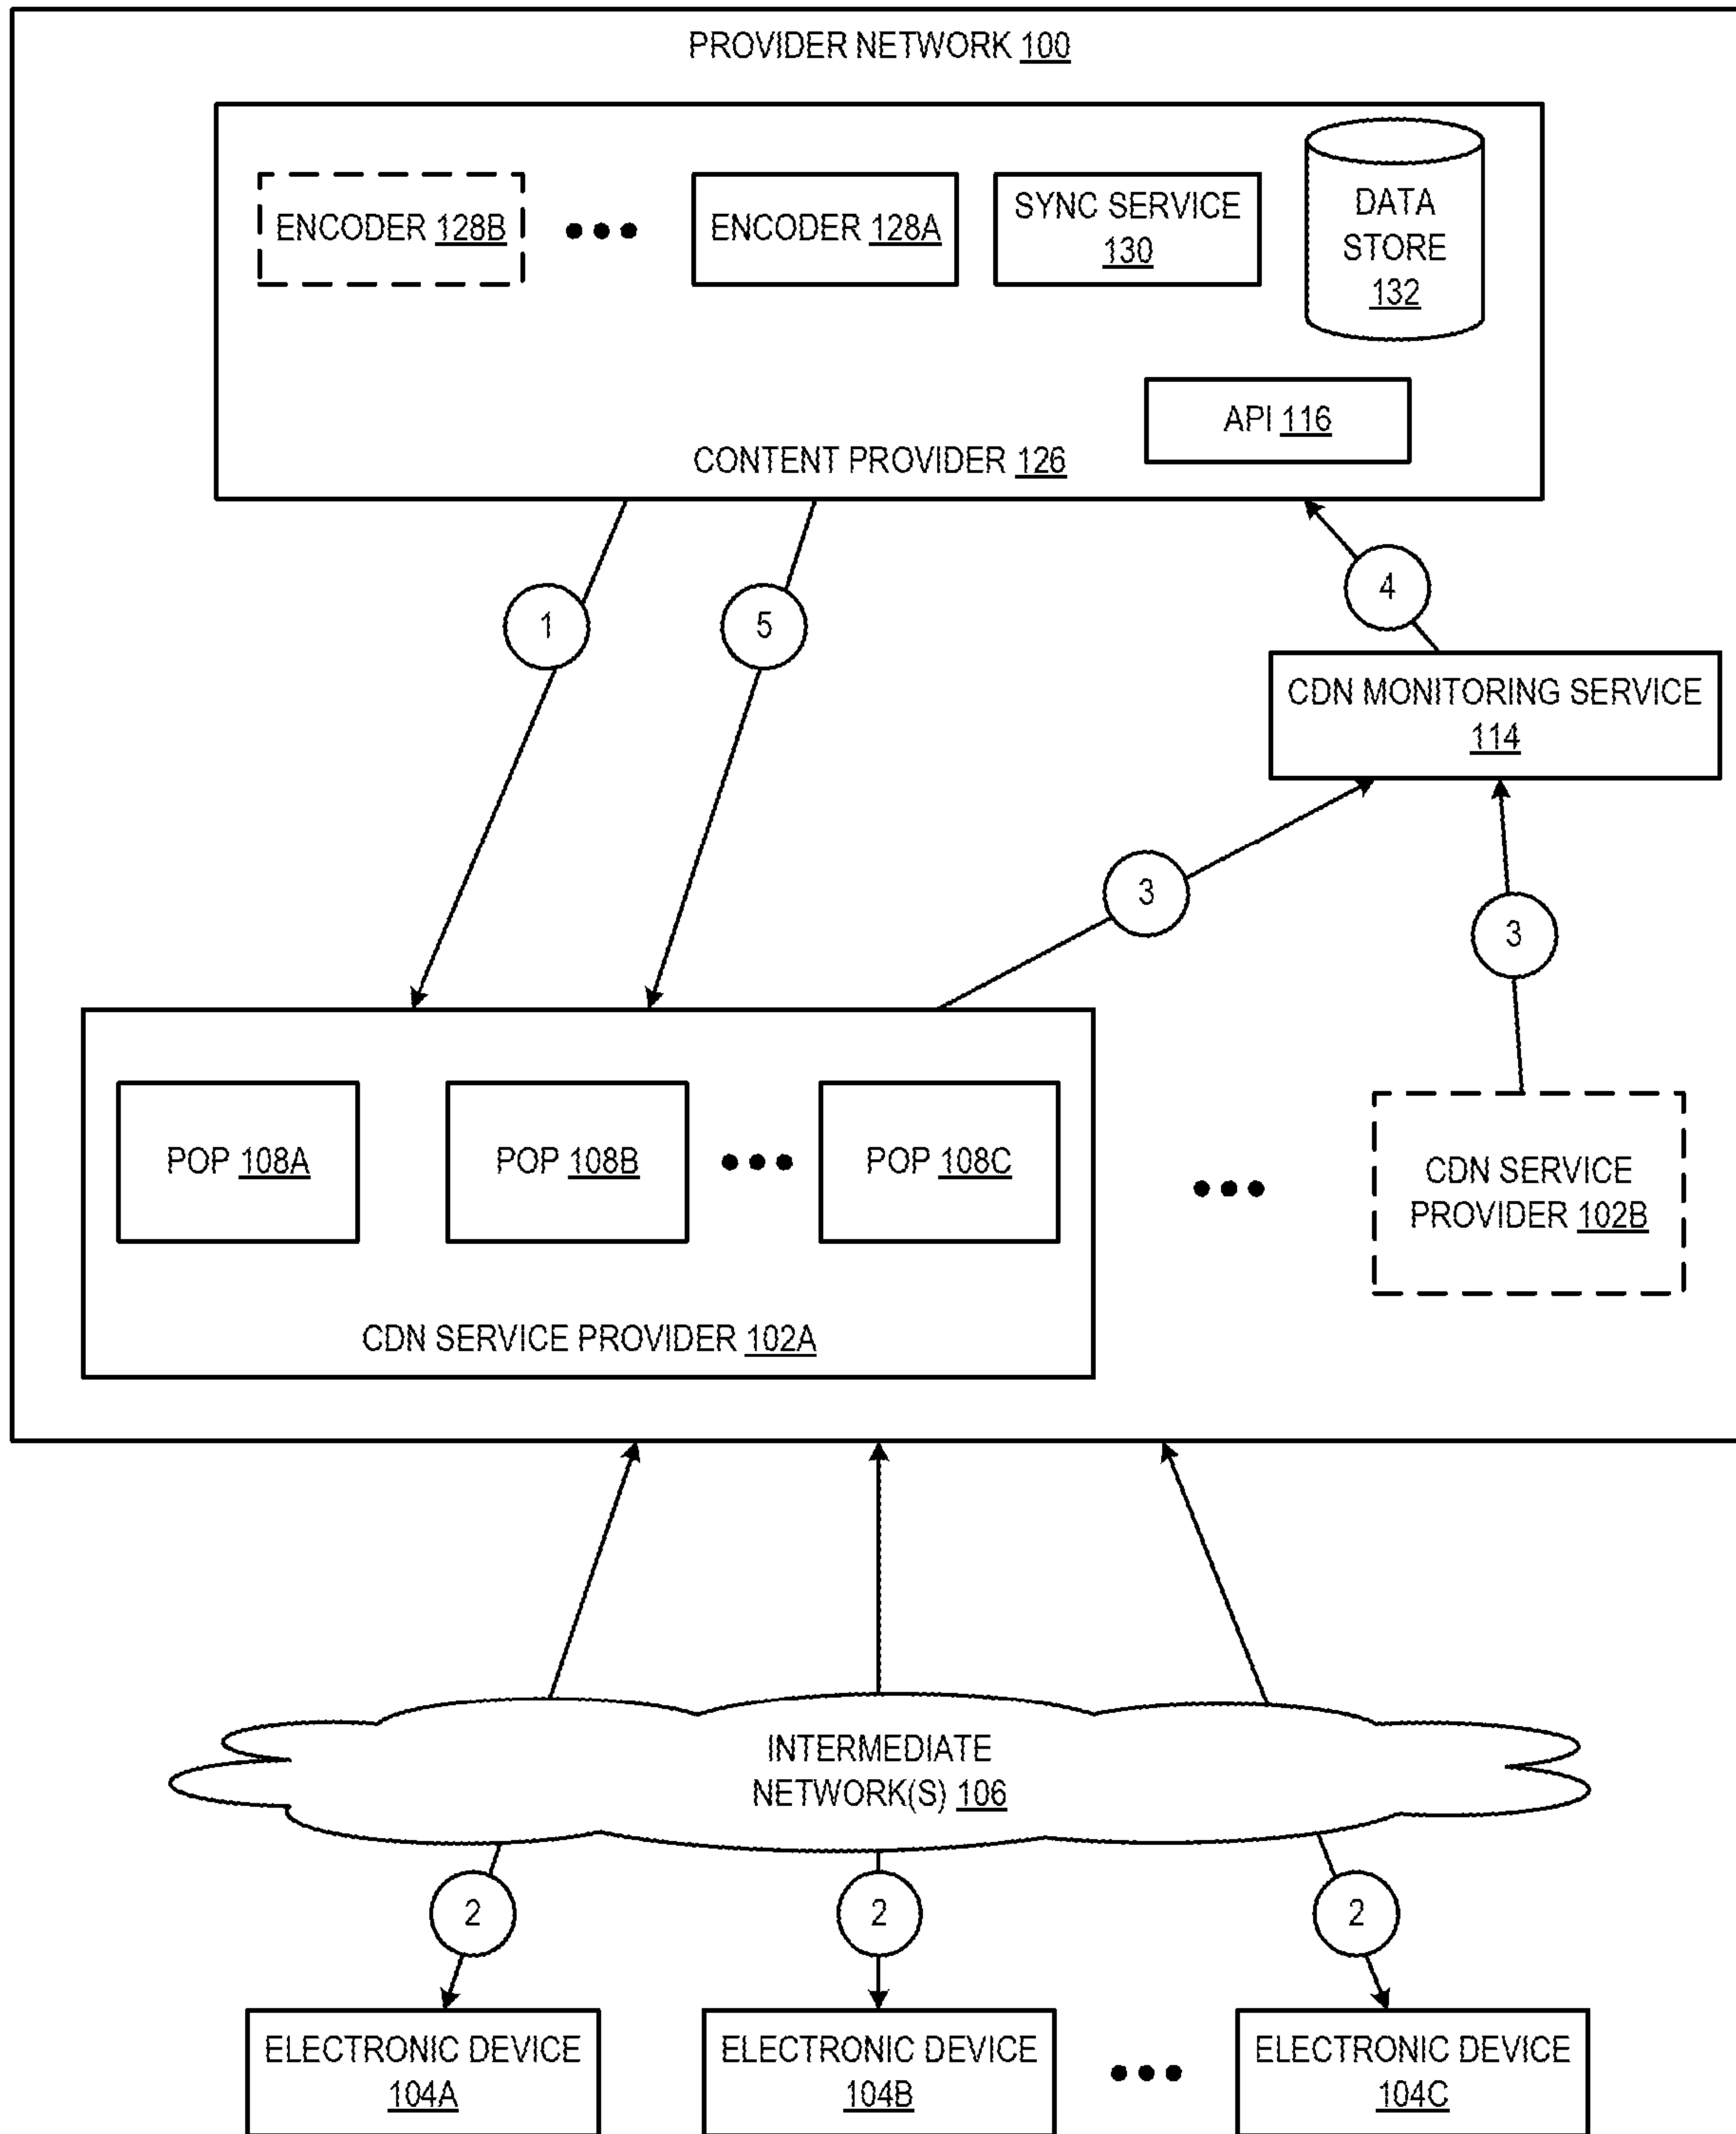 PROVIDER NETWORK 100
ENCODER 128B
ENCODER 128A
SYNC SERVICE
130
DATA
STORE
132
API 116
CONTENT PROVIDER 126
1
5
4
CDN MONITORING SERVICE
114
3
3
POP 108A
POP 108B
POP 108C
CDN SERVICE
PROVIDER 102B
CDN SERVICE PROVIDER 102A
INTERMEDIATE
NETWORK(S) 106
2
2
2
ELECTRONIC DEVICE
104A
ELECTRONIC DEVICE
104B
ELECTRONIC DEVICE
104C